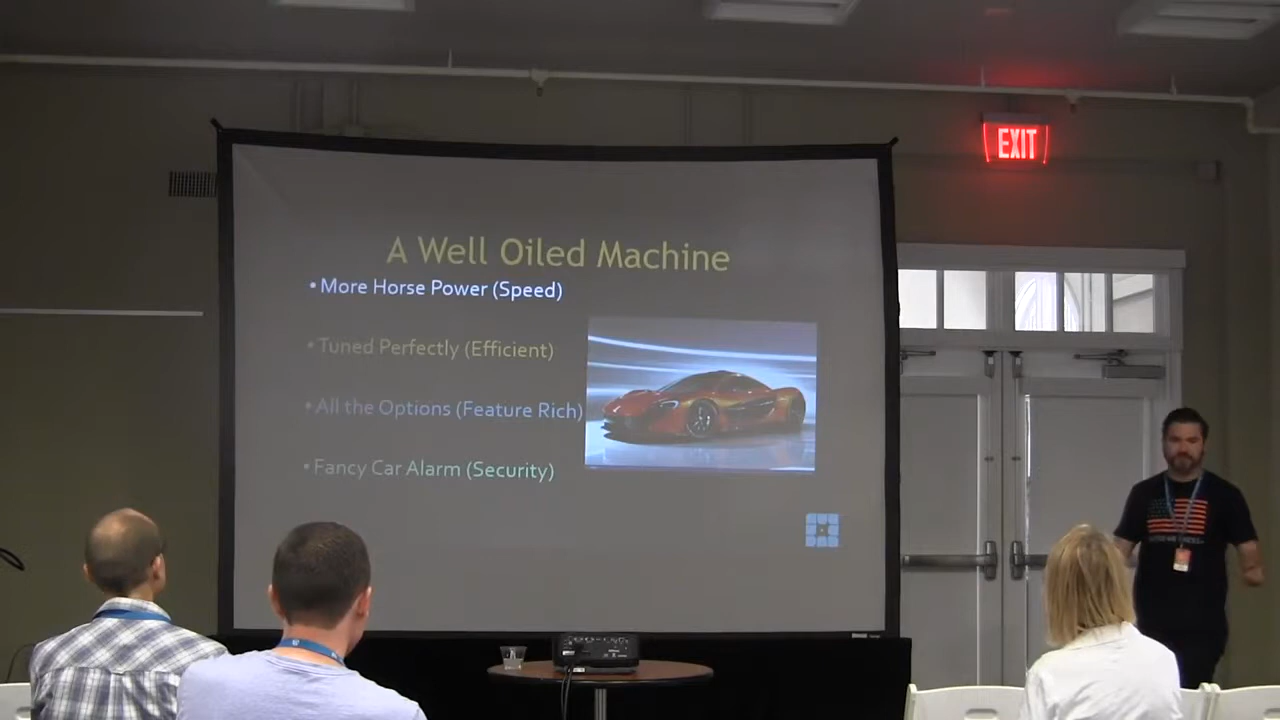 EXIT
A Well Oiled Machine
• More Horse Power (Speed)
• Tuned Perfectly (Efficient)
• All the Options (Feature Rich)
• Fancy Car Alarm (Security)